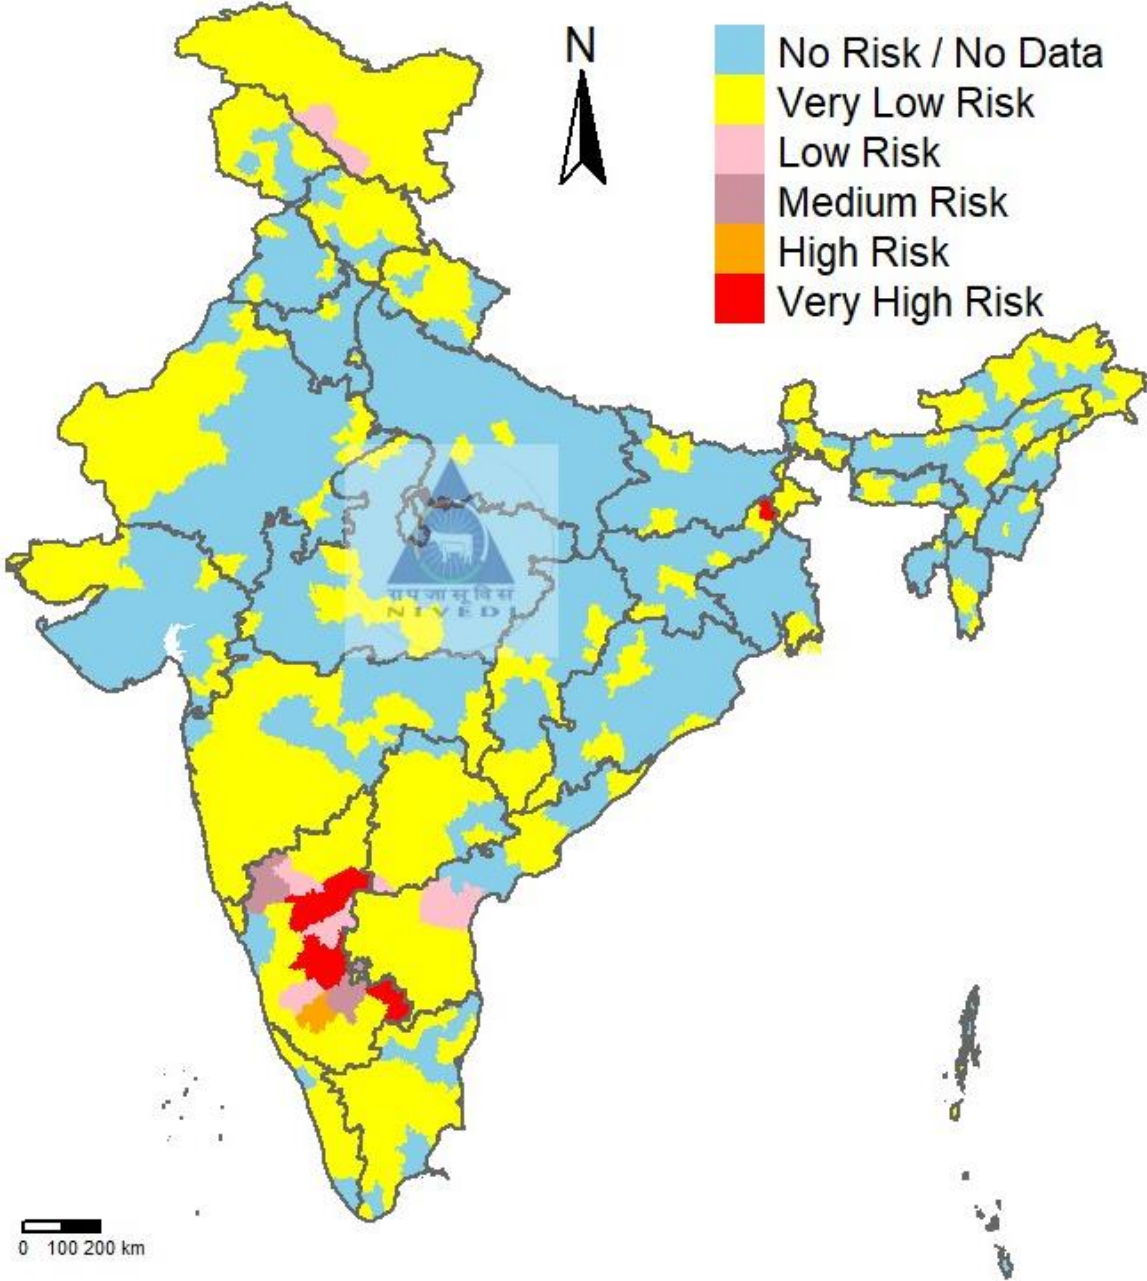 N
No Risk / No Data
Very Low Risk
Low Risk
Medium Risk
High Risk
Very High Risk
रापजासूविसं
NIVEDI
0 100 200 km